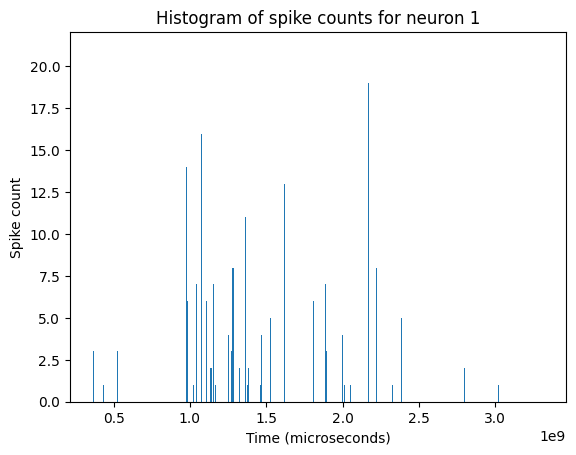 Histogram of spike counts for neuron 1
20.0
17.5
15.0
12.5
10.0
7.5
5.0
2.5
0.0
Spike count
0.5 1.0 1.5 2.0 2.5 3.0
1e9
Time (microseconds)